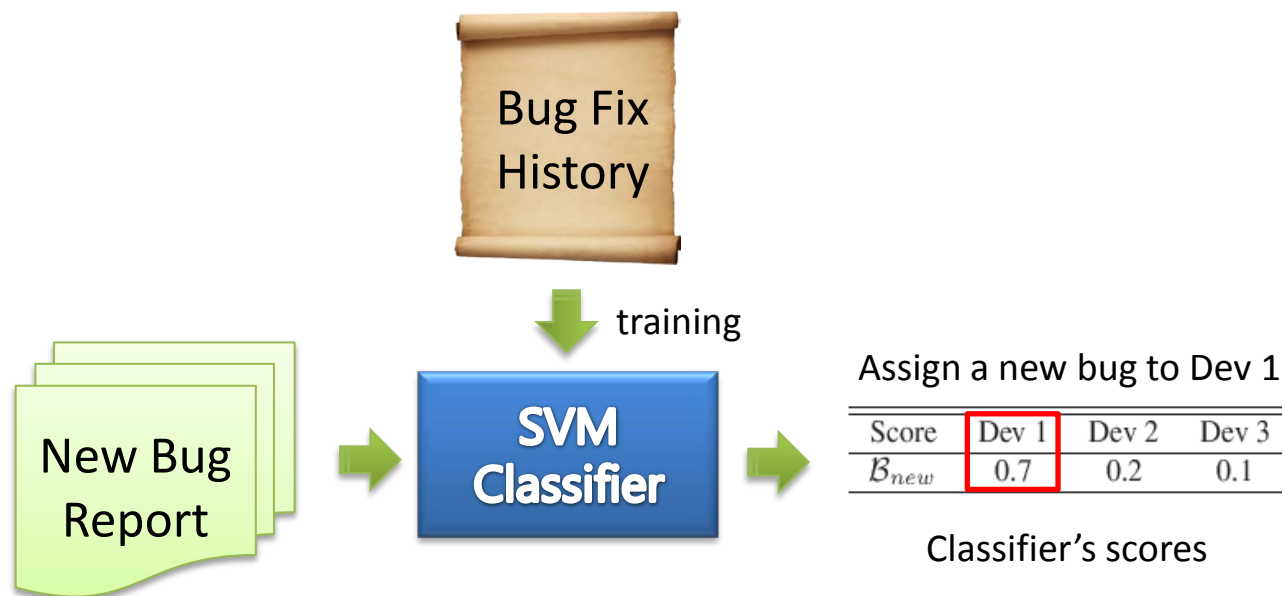 Bug Fix
History
training
New Bug
Report
SVM
Classifier
Assign a new bug to Dev 1
Score Dev 1 Dev 2 Dev 3
𝓑new 0.7 0.2 0.1
Classifier’s scores